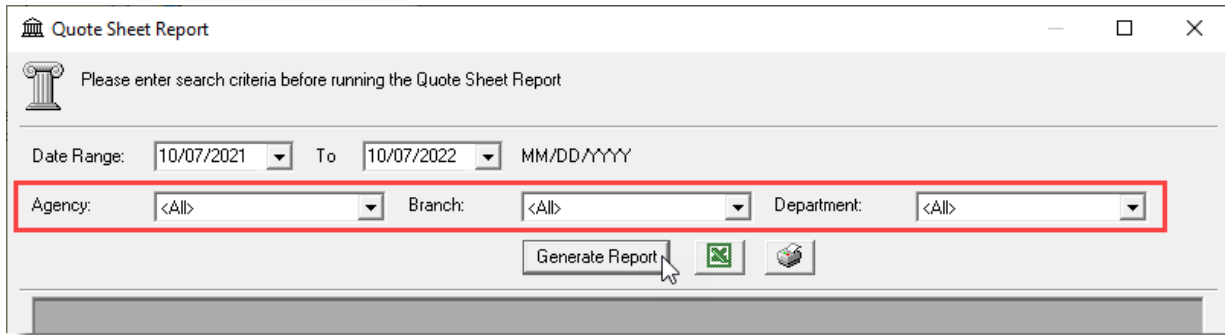 Quote Sheet Report
Please enter search criteria before running the Quote Sheet Report
Date Range: 10/07/2021 To 10/07/2022 MM/DD/YYYY
Agency: <All> Branch: <All> Department: <All>
Generate Report